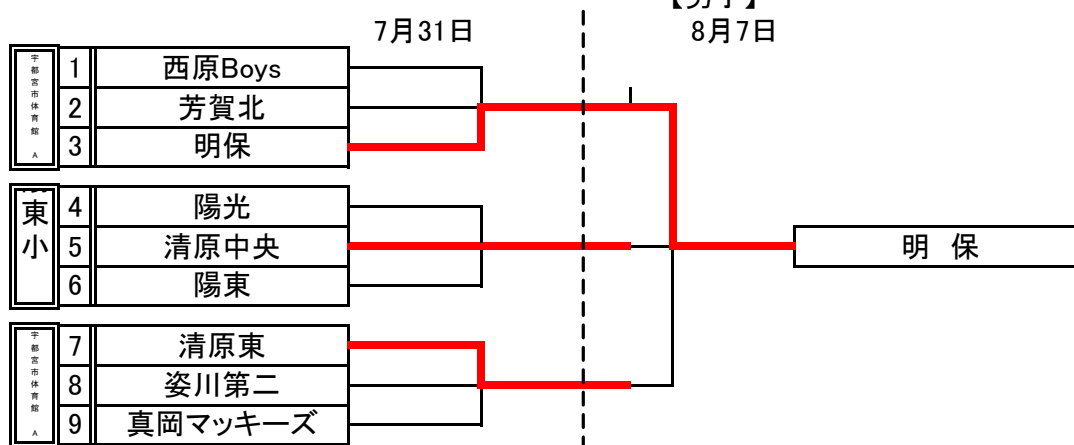 【男子】
7月31日
8月7日
宇都宮市体育館 A
1 西原Boys
2 芳賀北
3 明保
東小
4 陽光
5 清原中央
6 陽東
明 保
宇都宮市体育館 A
7 清原東
8 姿川第二
9 真岡マッキーズ